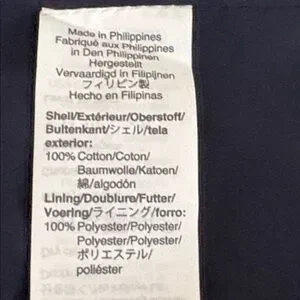 Made in Philippines
Fabriqué aux Philippines
in Den Philippinen
Hergestellt
Vervaardigd in Filipijnen
フィリピン製
Hecho en Filipinas
Shell/Extérieur/Oberstoff/
Buitenkant/シェル/tela
exterior:
100% Cotton/Coton/
Baumwolle/Katoen/
綿/algodón
Lining/Doublure/Futter/
Voering/ライニング/forro:
100% Polyester/Polyester/
Polyester/Polyester/
ポリエステル/
poliéster